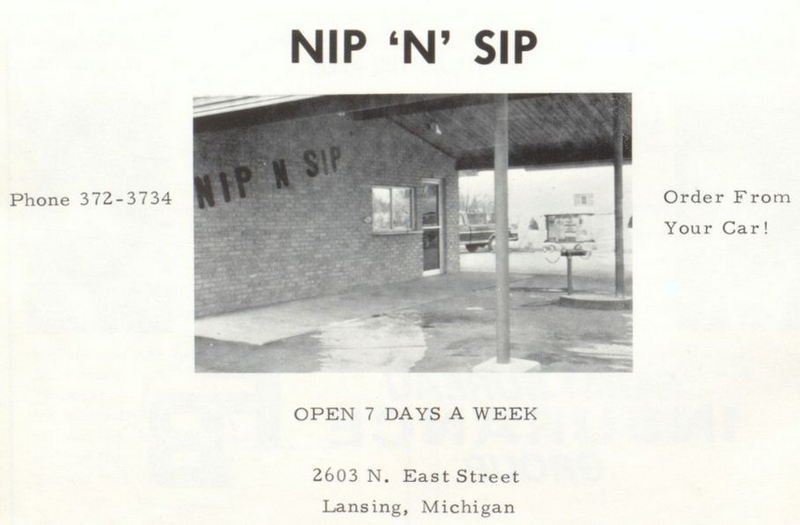 NIP ‘N’ SIP
NIP N SIP
Phone 372-3734
Order From
Your Car!
OPEN 7 DAYS A WEEK
2603 N. East Street
Lansing, Michigan